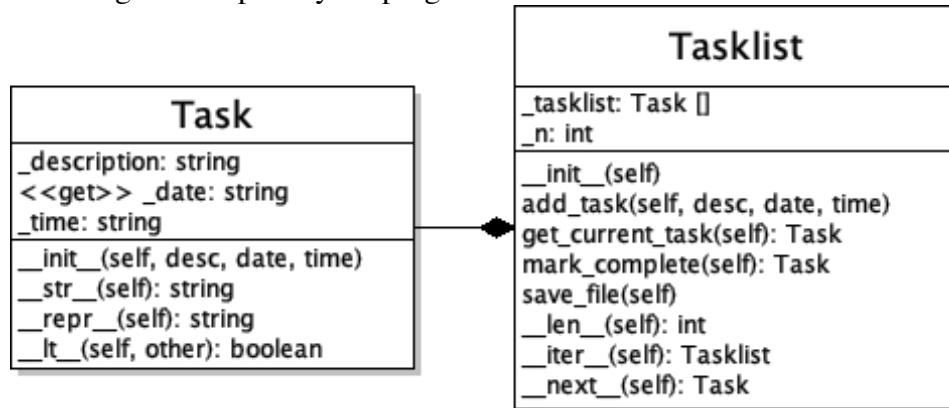 Task
_description: string
<<get>> _date: string
_time: string
__init__(self, desc, date, time)
__str__(self): string
__repr__(self): string
__lt__(self, other): boolean
Tasklist
_tasklist: Task []
_n: int
__init__(self)
add_task(self, desc, date, time)
get_current_task(self): Task
mark_complete(self): Task
save_file(self)
__len__(self): int
__iter__(self): Tasklist
__next__(self): Task